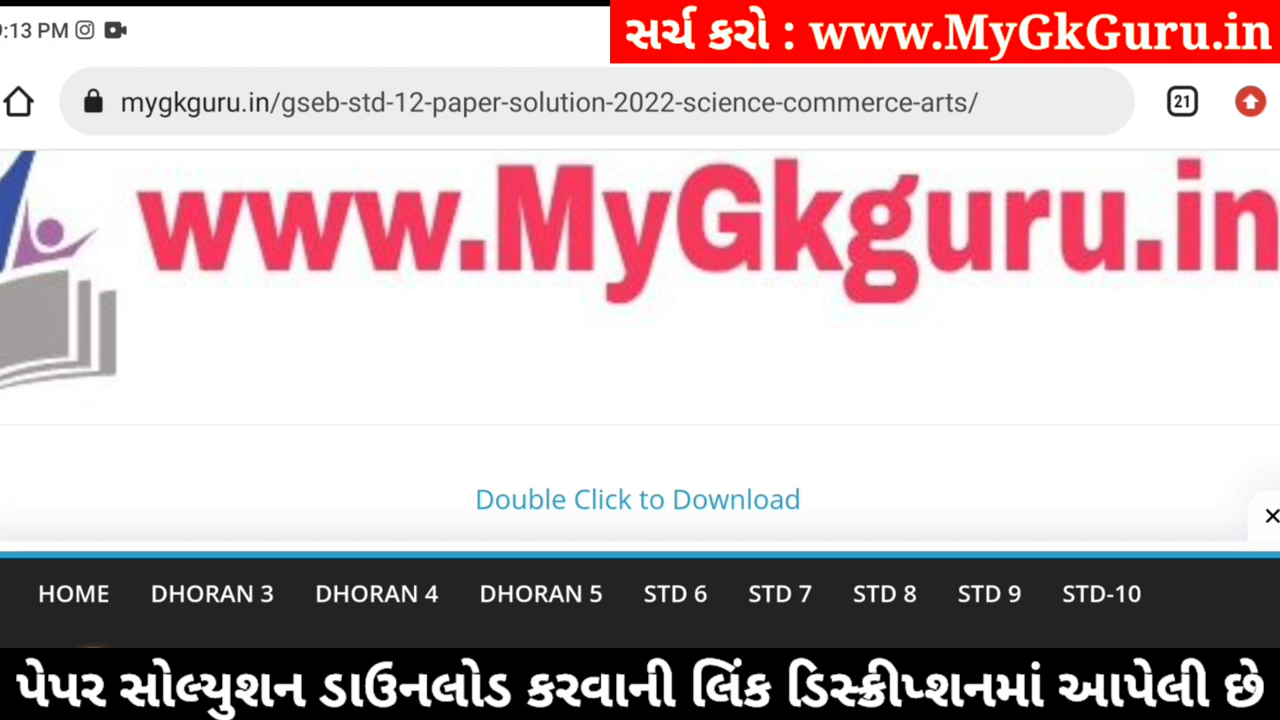 9:13 PM
સર્ચ કરો : www.MyGkGuru.in
mygkguru.in/gseb-std-12-paper-solution-2022-science-commerce-arts/
21
www.MyGkguru.in
Double Click to Download
HOME DHORAN 3 DHORAN 4 DHORAN 5 STD 6 STD 7 STD 8 STD 9 STD-10
પેપર સોલ્યુશન ડાઉનલોડ કરવાની લિંક ડિસ્ક્રીપ્શનમાં આપેલી છે